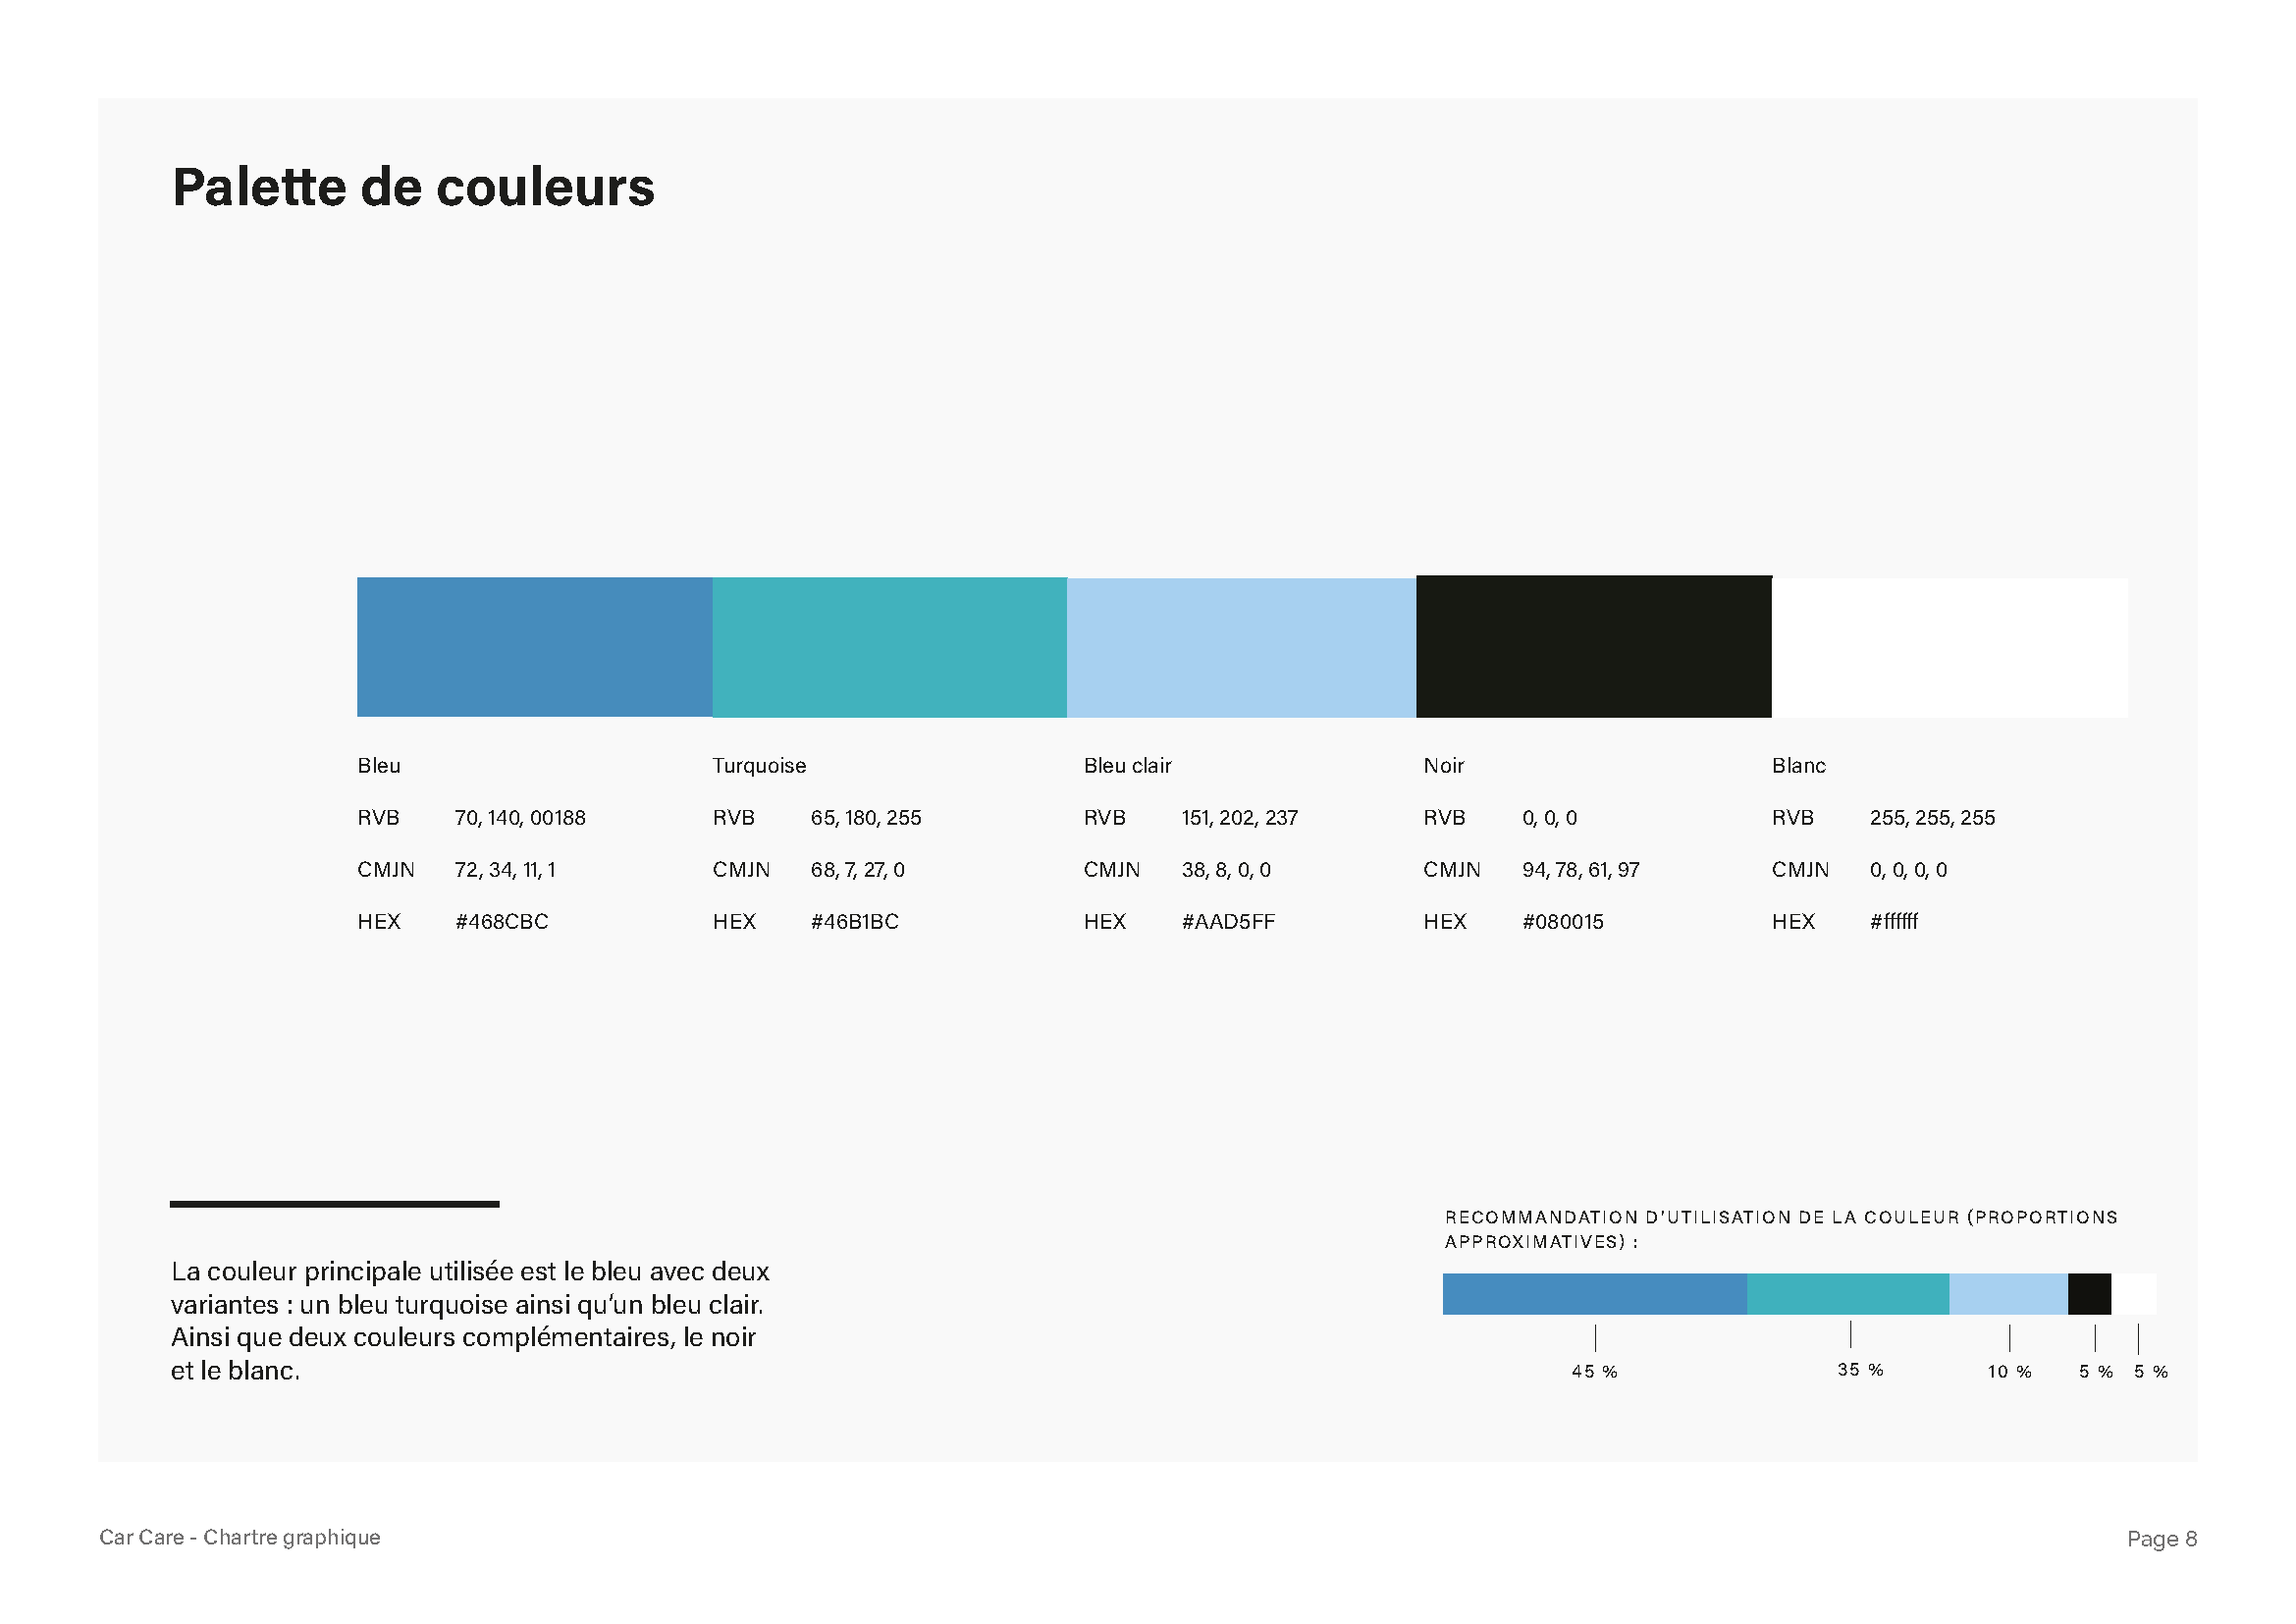 Palette de couleurs
Bleu
RVB 70, 140, 00188
CMJN 72, 34, 11, 1
HEX #468CBC
Turquoise
RVB 65, 180, 255
CMJN 68, 7, 27, 0
HEX #46B1BC
Bleu clair
RVB 151, 202, 237
CMJN 38, 8, 0, 0
HEX #AAD5FF
Noir
RVB 0, 0, 0
CMJN 94, 78, 61, 97
HEX #080015
Blanc
RVB 255, 255, 255
CMJN 0, 0, 0, 0
HEX #ffffff
La couleur principale utilisée est le bleu avec deux
variantes : un bleu turquoise ainsi qu’un bleu clair.
Ainsi que deux couleurs complémentaires, le noir
et le blanc.
RECOMMANDATION D’UTILISATION DE LA COULEUR (PROPORTIONS
APPROXIMATIVES) :
45 % 35 % 10 % 5 % 5 %
Car Care - Chartre graphique
Page 8